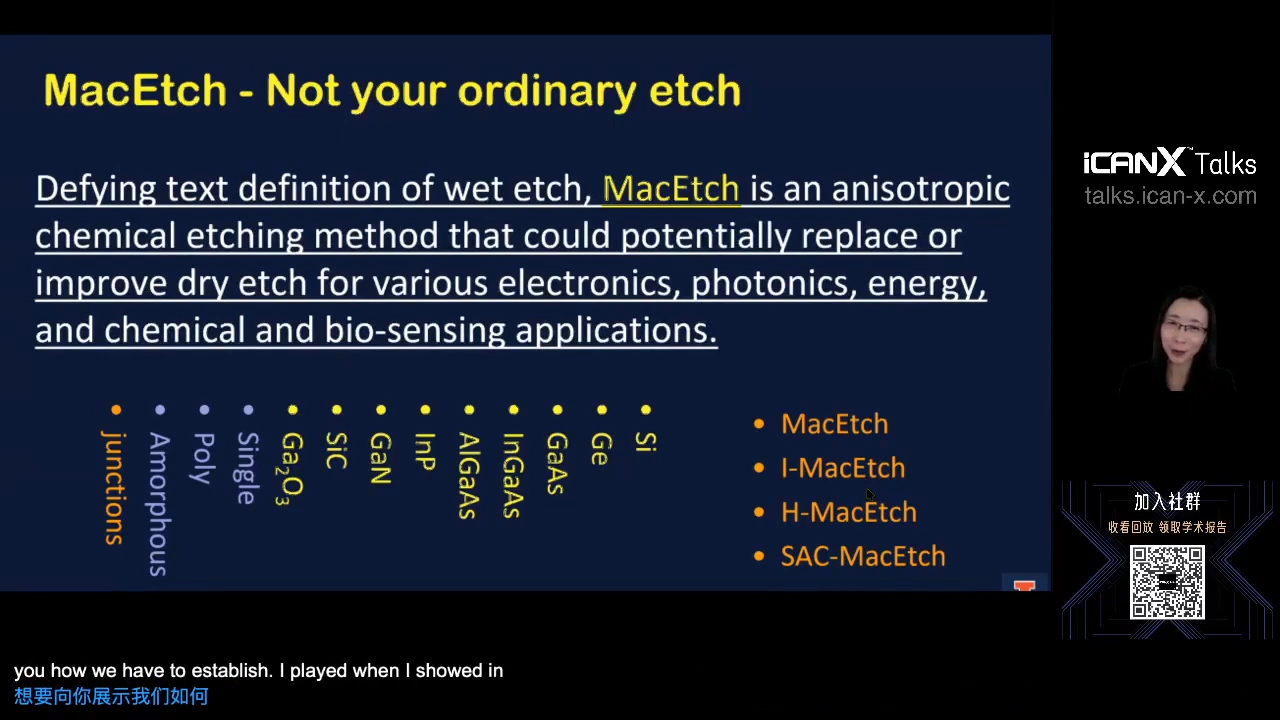 MacEtch - Not your ordinary etch
Defying text definition of wet etch, MacEtch is an anisotropic
chemical etching method that could potentially replace or
improve dry etch for various electronics, photonics, energy,
and chemical and bio-sensing applications.
• junctions
• Amorphous
• Poly
• Single
• Ga₂O₃
• SiC
• GaN
• InP
• AlGaAs
• InGaAs
• GaAs
• Ge
• Si
• MacEtch
• I-MacEtch
• H-MacEtch
• SAC-MacEtch
iCANX™ Talks
talks.ican-x.com
加入社群
收看回放 领取学术报告
you how we have to establish. I played when I showed in
想要向你展示我们如何